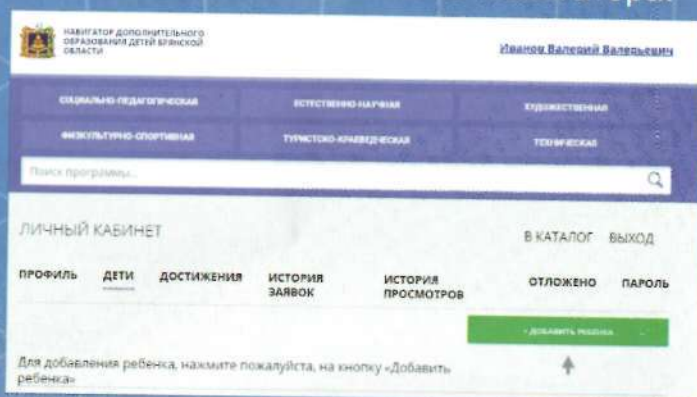 НАВИГАТОР ДОПОЛНИТЕЛЬНОГО
ОБРАЗОВАНИЯ ДЕТЕЙ БРЯНСКОЙ
ОБЛАСТИ
Иванов Валерий Валерьевич
СОЦИАЛЬНО-ПЕДАГОГИЧЕСКАЯ ЕСТЕСТВЕННО-НАУЧНАЯ ХУДОЖЕСТВЕННАЯ
ФИЗКУЛЬТУРНО-СПОРТИВНАЯ ТУРИСТСКО-КРАЕВЕДЧЕСКАЯ ТЕХНИЧЕСКАЯ
Поиск программы...
ЛИЧНЫЙ КАБИНЕТ В КАТАЛОГ ВЫХОД
ПРОФИЛЬ ДЕТИ ДОСТИЖЕНИЯ ИСТОРИЯ ЗАЯВОК ИСТОРИЯ ПРОСМОТРОВ ОТЛОЖЕНО ПАРОЛЬ
+ ДОБАВИТЬ РЕБЕНКА
Для добавления ребенка, нажмите пожалуйста, на кнопку «Добавить
ребенка»